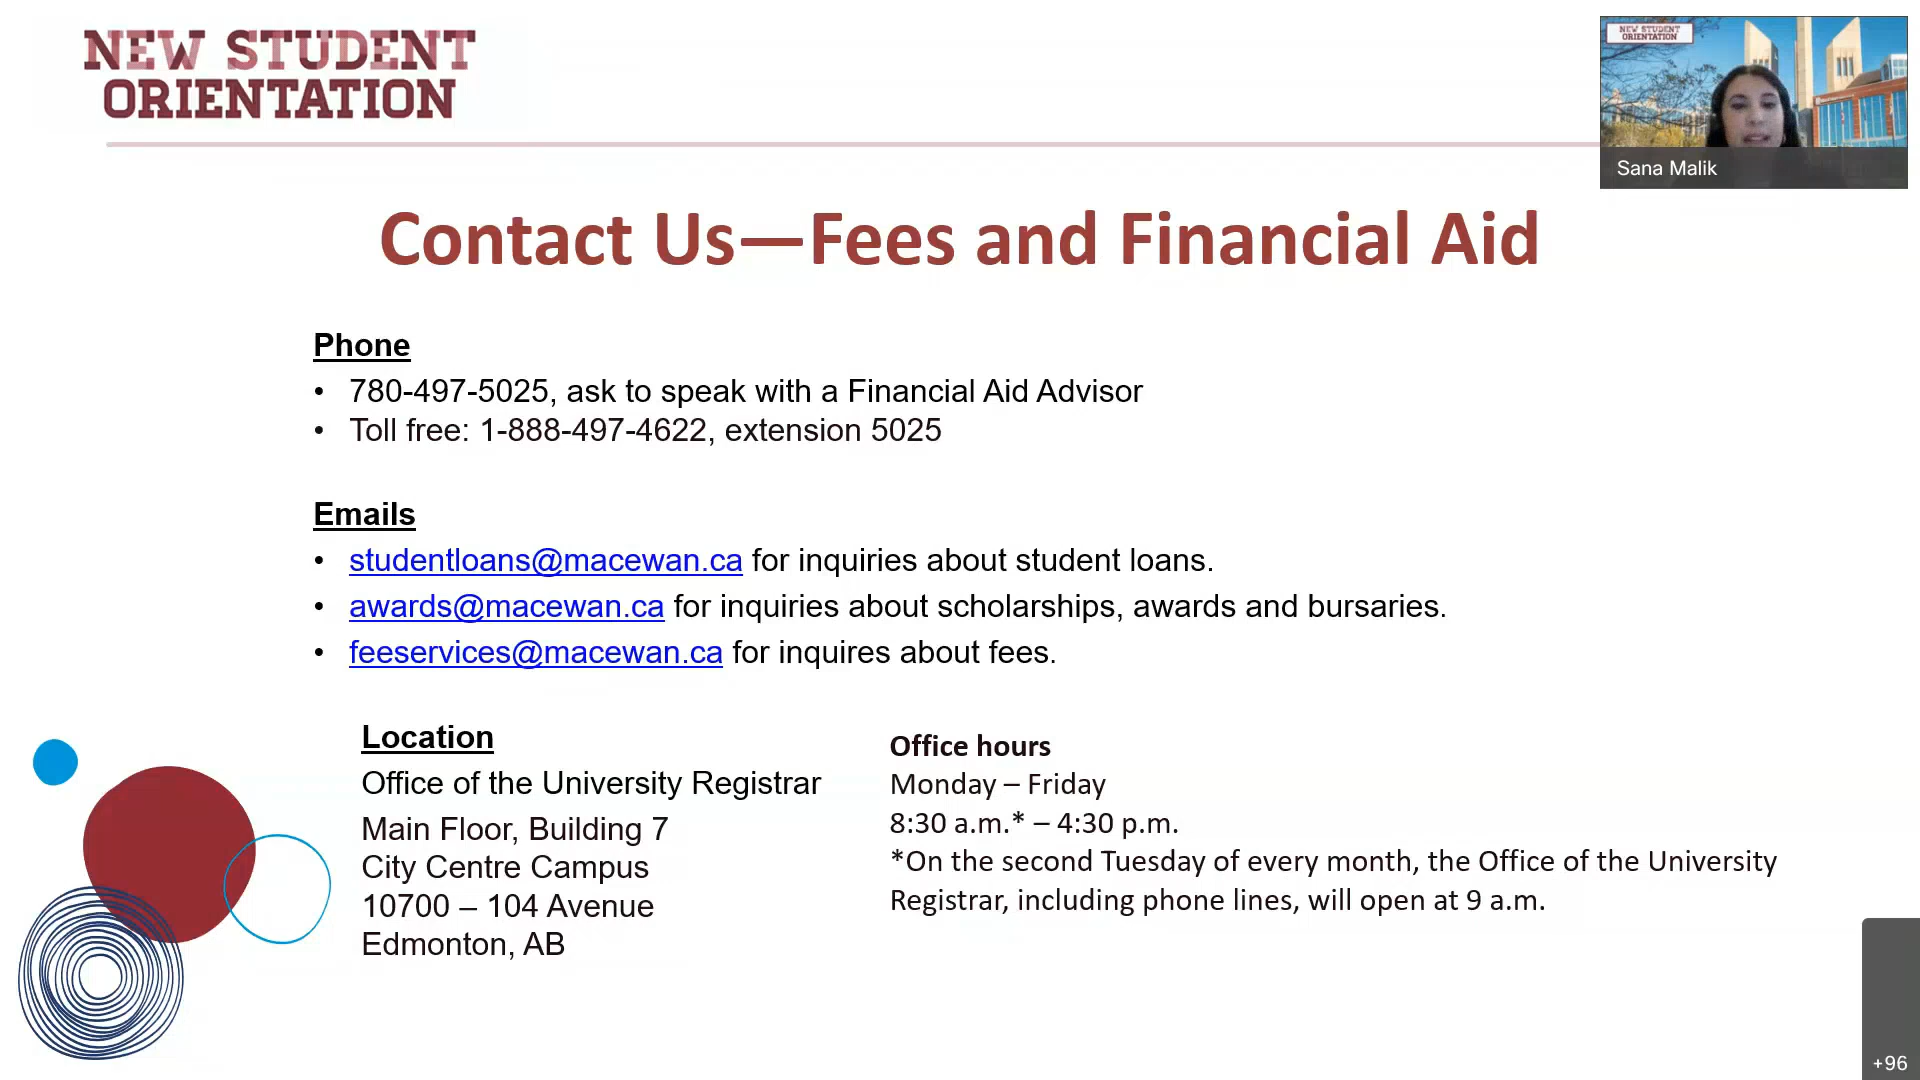 NEW STUDENT
ORIENTATION
NEW STUDENT
ORIENTATION
Sana Malik
Contact Us—Fees and Financial Aid
Phone
• 780-497-5025, ask to speak with a Financial Aid Advisor
• Toll free: 1-888-497-4622, extension 5025
Emails
• studentloans@macewan.ca for inquiries about student loans.
• awards@macewan.ca for inquiries about scholarships, awards and bursaries.
• feeservices@macewan.ca for inquires about fees.
Location
Office of the University Registrar
Main Floor, Building 7
City Centre Campus
10700 – 104 Avenue
Edmonton, AB
Office hours
Monday – Friday
8:30 a.m.* – 4:30 p.m.
*On the second Tuesday of every month, the Office of the University
Registrar, including phone lines, will open at 9 a.m.
+96